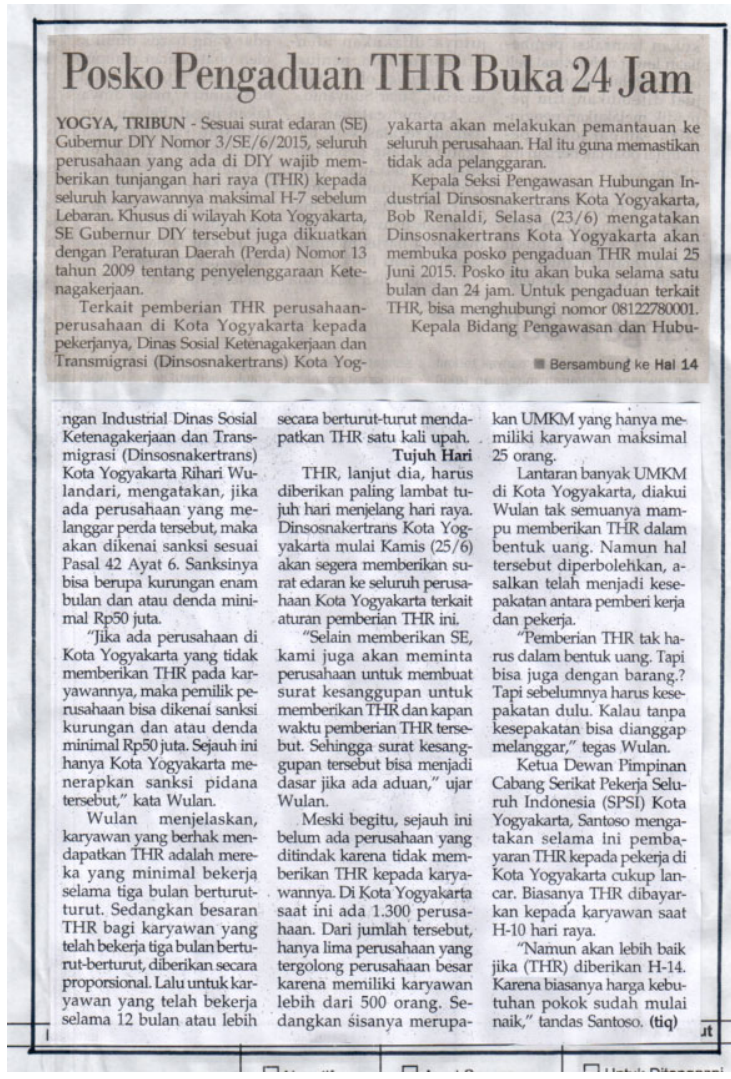 Posko Pengaduan THR Buka 24 Jam
YOGYA, TRIBUN - Sesuai surat edaran (SE)
Gubernur DIY Nomor 3/SE/6/2015, seluruh
perusahaan yang ada di DIY wajib mem-
berikan tunjangan hari raya (THR) kepada
seluruh karyawannya maksimal H-7 sebelum
Lebaran. Khusus di wilayah Kota Yogyakarta,
SE Gubernur DIY tersebut juga dikuatkan
dengan Peraturan Daerah (Perda) Nomor 13
tahun 2009 tentang penyelenggaraan Kete-
nagakerjaan.
Terkait pemberian THR perusahaan-
perusahaan di Kota Yogyakarta kepada
pekerjanya, Dinas Sosial Ketenagakerjaan dan
Transmigrasi (Dinsosnakertrans) Kota Yog-
yakarta akan melakukan pemantauan ke
seluruh perusahaan. Hal itu guna memastikan
tidak ada pelanggaran.
Kepala Seksi Pengawasan Hubungan In-
dustrial Dinsosnakertrans Kota Yogyakarta,
Bob Renaldi, Selasa (23/6) mengatakan
Dinsosnakertrans Kota Yogyakarta akan
membuka posko pengaduan THR mulai 25
Juni 2015. Posko itu akan buka selama satu
bulan dan 24 jam. Untuk pengaduan terkait
THR, bisa menghubungi nomor 08122780001.
Kepala Bidang Pengawasan dan Hubu-
■ Bersambung ke Hal 14
ngan Industrial Dinas Sosial
Ketenagakerjaan dan Trans-
migrasi (Dinsosnakertrans)
Kota Yogyakarta Rihari Wu-
landari, mengatakan, jika
ada perusahaan yang me-
langgar perda tersebut, maka
akan dikenai sanksi sesuai
Pasal 42 Ayat 6. Sanksinya
bisa berupa kurungan enam
bulan dan atau denda mini-
mal Rp50 juta.
"Jika ada perusahaan di
Kota Yogyakarta yang tidak
memberikan THR pada kar-
yawannya, maka pemilik pe-
rusahaan bisa dikenai sanksi
kurungan dan atau denda
minimal Rp50 juta. Sejauh ini
hanya Kota Yogyakarta me-
nerapkan sanksi pidana
tersebut," kata Wulan.
Wulan menjelaskan,
karyawan yang berhak men-
dapatkan THR adalah mere-
ka yang minimal bekerja
selama tiga bulan berturut-
turut. Sedangkan besaran
THR bagi karyawan yang
telah bekerja tiga bulan bertu-
rut-berturut, diberikan secara
proporsional. Lalu untuk kar-
yawan yang telah bekerja
selama 12 bulan atau lebih
secara berturut-turut menda-
patkan THR satu kali upah.
Tujuh Hari
THR, lanjut dia, harus
diberikan paling lambat tu-
juh hari menjelang hari raya.
Dinsosnakertrans Kota Yog-
yakarta mulai Kamis (25/6)
akan segera memberikan su-
rat edaran ke seluruh perusa-
haan Kota Yogyakarta terkait
aturan pemberian THR ini.
"Selain memberikan SE,
kami juga akan meminta
perusahaan untuk membuat
surat kesanggupan untuk
memberikan THR dan kapan
waktu pemberian THR terse-
but. Sehingga surat kesang-
gupan tersebut bisa menjadi
dasar jika ada aduan," ujar
Wulan.
Meski begitu, sejauh ini
belum ada perusahaan yang
ditindak karena tidak mem-
berikan THR kepada karya-
wannya. Di Kota Yogyakarta
saat ini ada 1.300 perusa-
haan. Dari jumlah tersebut,
hanya lima perusahaan yang
tergolong perusahaan besar
karena memiliki karyawan
lebih dari 500 orang. Se-
dangkan sisanya merupa-
kan UMKM yang hanya me-
miliki karyawan maksimal
25 orang.
Lantaran banyak UMKM
di Kota Yogyakarta, diakui
Wulan tak semuanya mam-
pu memberikan THR dalam
bentuk uang. Namun hal
tersebut diperbolehkan, a-
salkan telah menjadi kese-
pakatan antara pemberi kerja
dan pekerja.
"Pemberian THR tak ha-
rus dalam bentuk uang. Tapi
bisa juga dengan barang.?
Tapi sebelumnya harus kese-
pakatan dulu. Kalau tanpa
kesepakatan bisa dianggap
melanggar," tegas Wulan.
Ketua Dewan Pimpinan
Cabang Serikat Pekerja Selu-
ruh Indonesia (SPSI) Kota
Yogyakarta, Santoso menga-
takan selama ini pemba-
yaran THR kepada pekerja di
Kota Yogyakarta cukup lan-
car. Biasanya THR dibayar-
kan kepada karyawan saat
H-10 hari raya.
"Namun akan lebih baik
jika (THR) diberikan H-14.
Karena biasanya harga kebu-
tuhan pokok sudah mulai
naik," tandas Santoso. (tiq)
ut